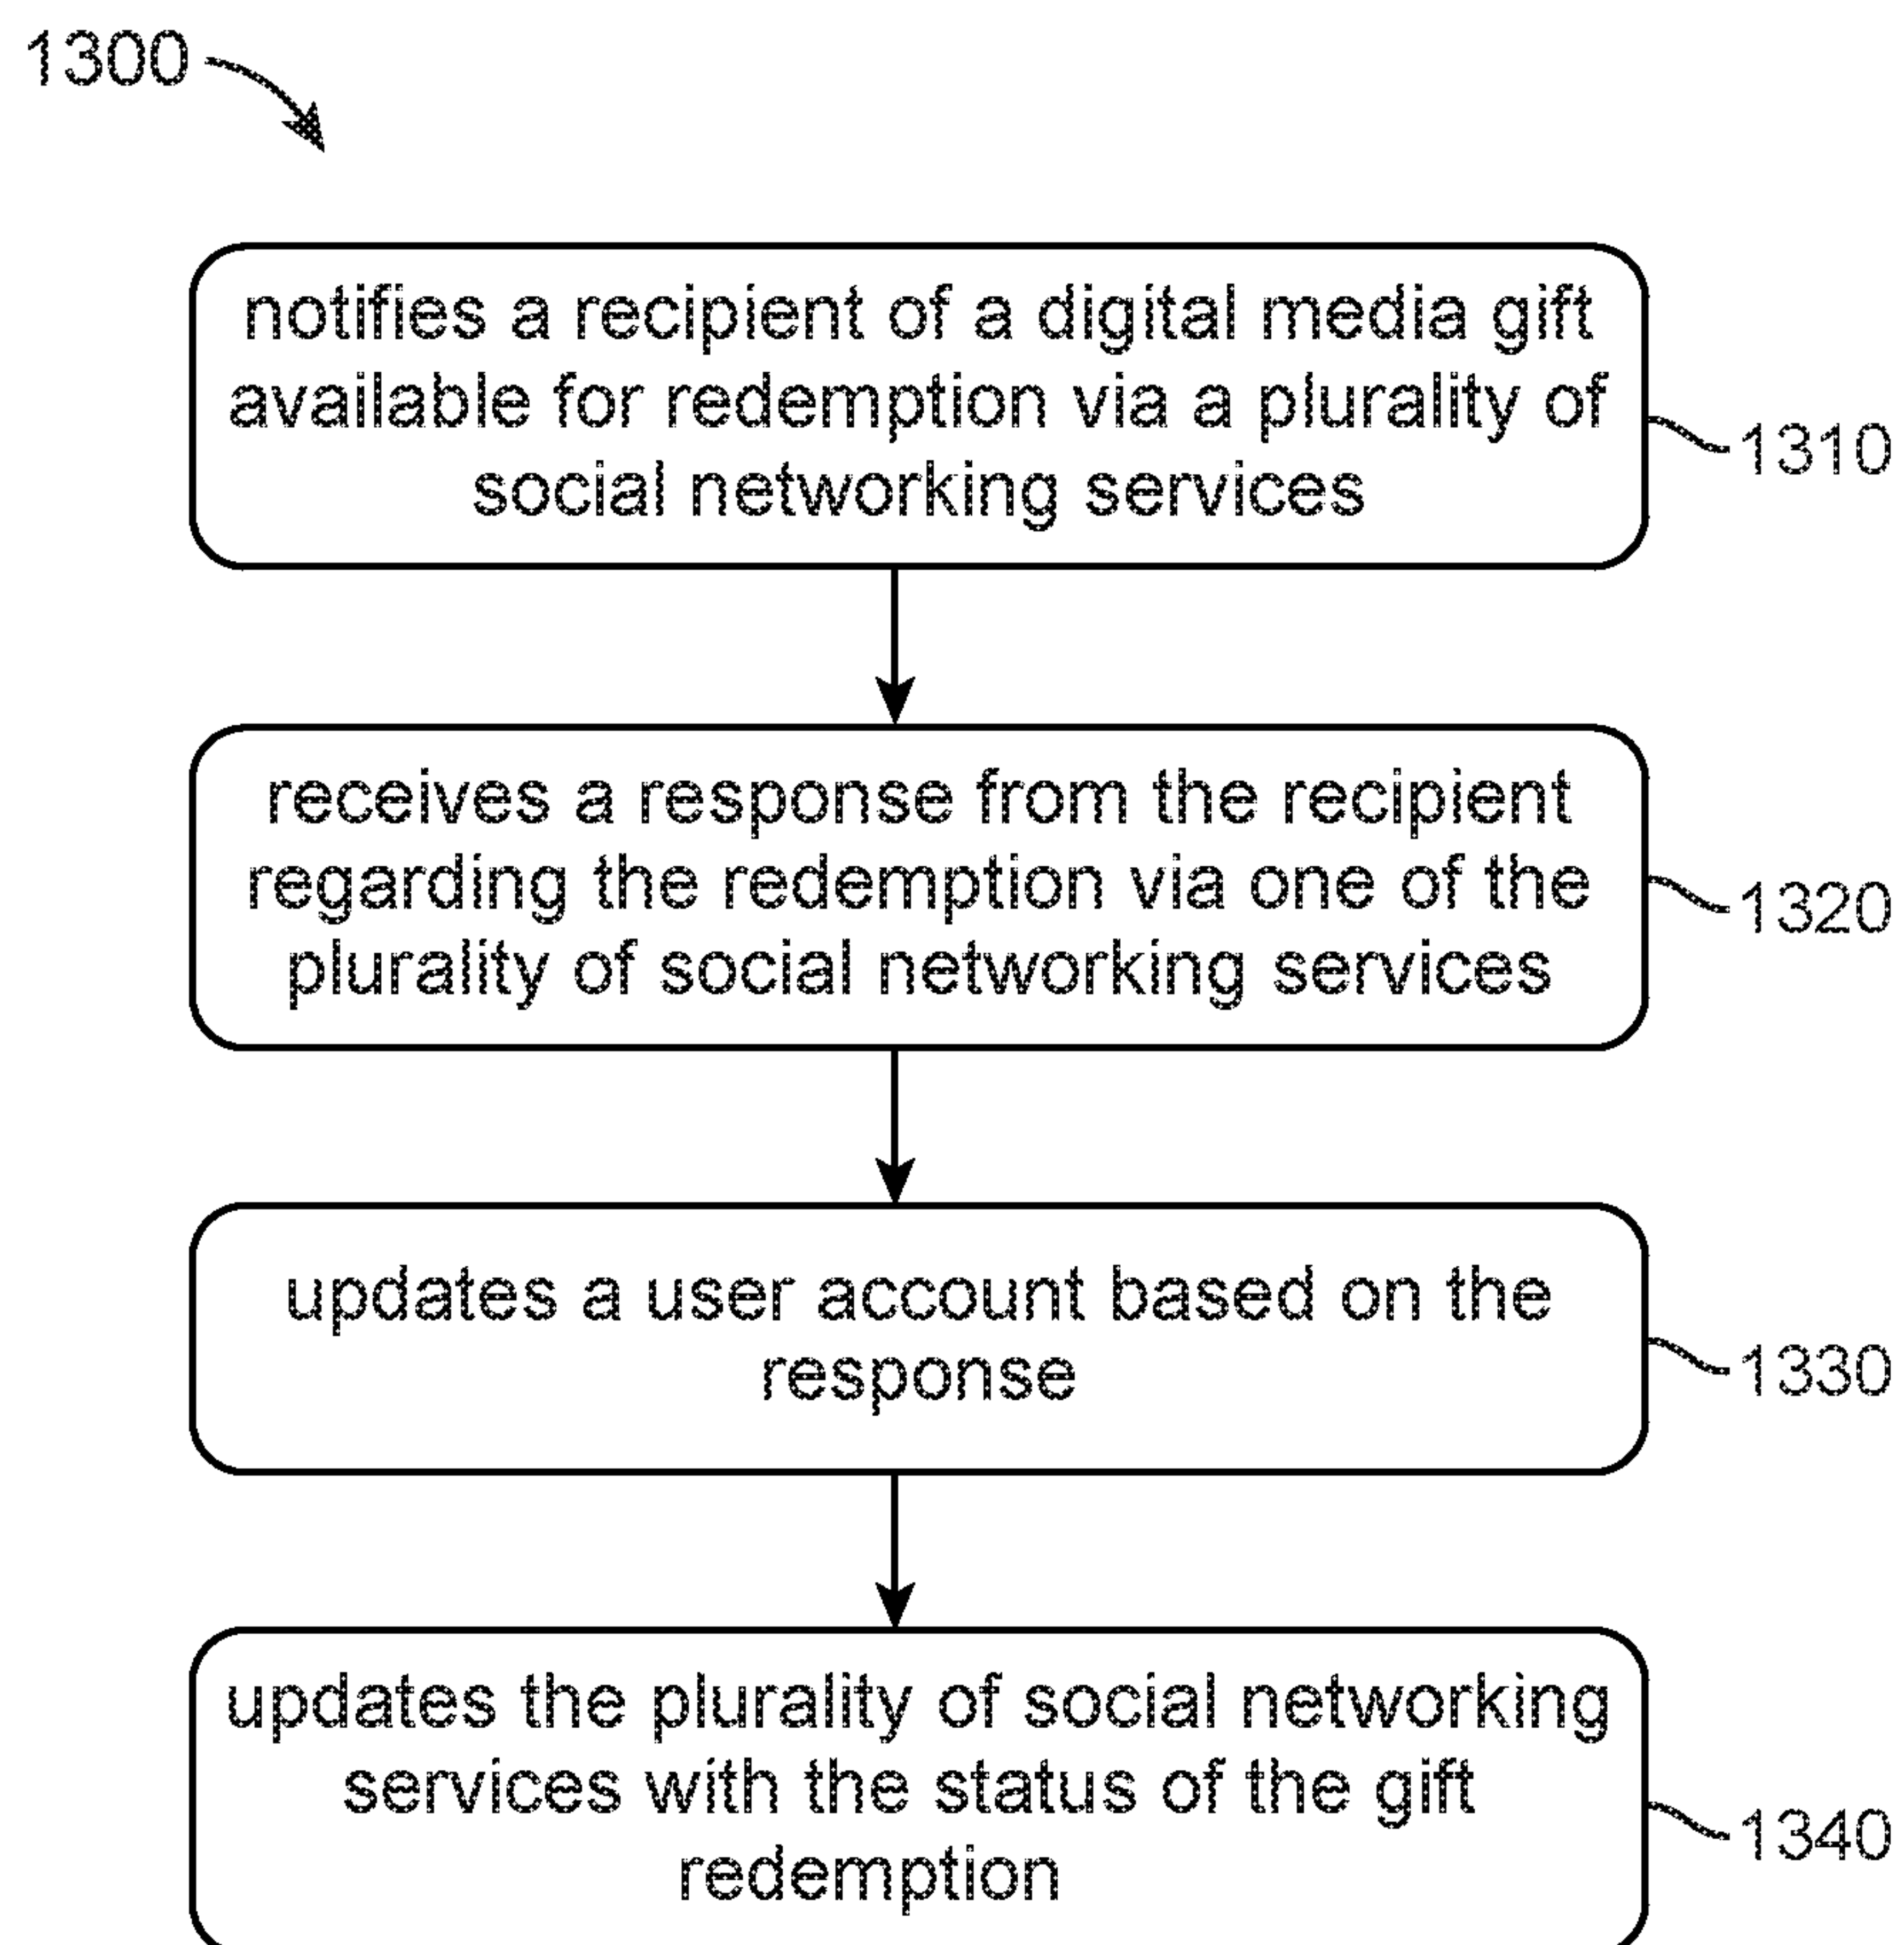 1300
notifies a recipient of a digital media gift
available for redemption via a plurality of
social networking services
1310
receives a response from the recipient
regarding the redemption via one of the
plurality of social networking services
1320
updates a user account based on the
response
1330
updates the plurality of social networking
services with the status of the gift
redemption
1340